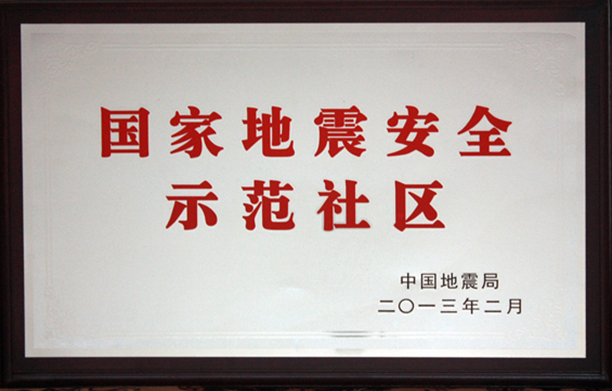 国家地震安全
示范社区
中国地震局
二〇一三年二月